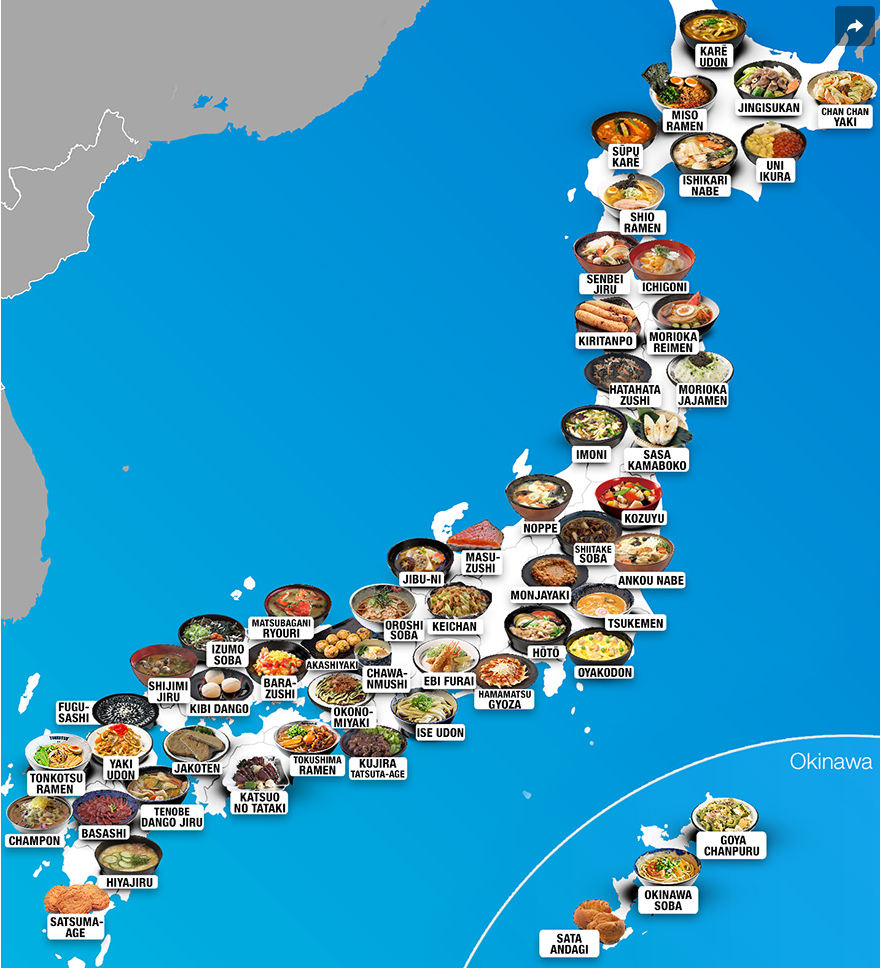 KARĒ
UDON
MISO
RAMEN
JINGISUKAN
CHAN CHAN
YAKI
SŪPU
KARĒ
ISHIKARI
NABE
UNI
IKURA
SHIO
RAMEN
SENBEI
JIRU
ICHIGONI
KIRITANPO
MORIOKA
REIMEN
HATAHATA
ZUSHI
MORIOKA
JAJAMEN
IMONI
SASA
KAMABOKO
NOPPE
KOZUYU
MASU-
ZUSHI
SHIITAKE
SOBA
JIBU-NI
ANKOU NABE
MONJAYAKI
MATSUBAGANI
RYOURI
OROSHI
SOBA
KEICHAN
TSUKEMEN
IZUMO
SOBA
AKASHIYAKI
HŌTŌ
SHIJIMI
JIRU
KIBI DANGO
BARA-
ZUSHI
CHAWA-
NMUSHI
EBI FURAI
HAMAMATSU
GYOZA
OYAKODON
FUGU-
SASHI
OKONO-
MIYAKI
ISE UDON
TONKOTSU
RAMEN
YAKI
UDON
JAKOTEN
TOKUSHIMA
RAMEN
KUJIRA
TATSUTA-AGE
Okinawa
KATSUO
NO TATAKI
CHAMPON
BASASHI
TENOBE
DANGO JIRU
GOYA
CHANPURU
HIYAJIRU
OKINAWA
SOBA
SATSUMA-
AGE
SATA
ANDAGI